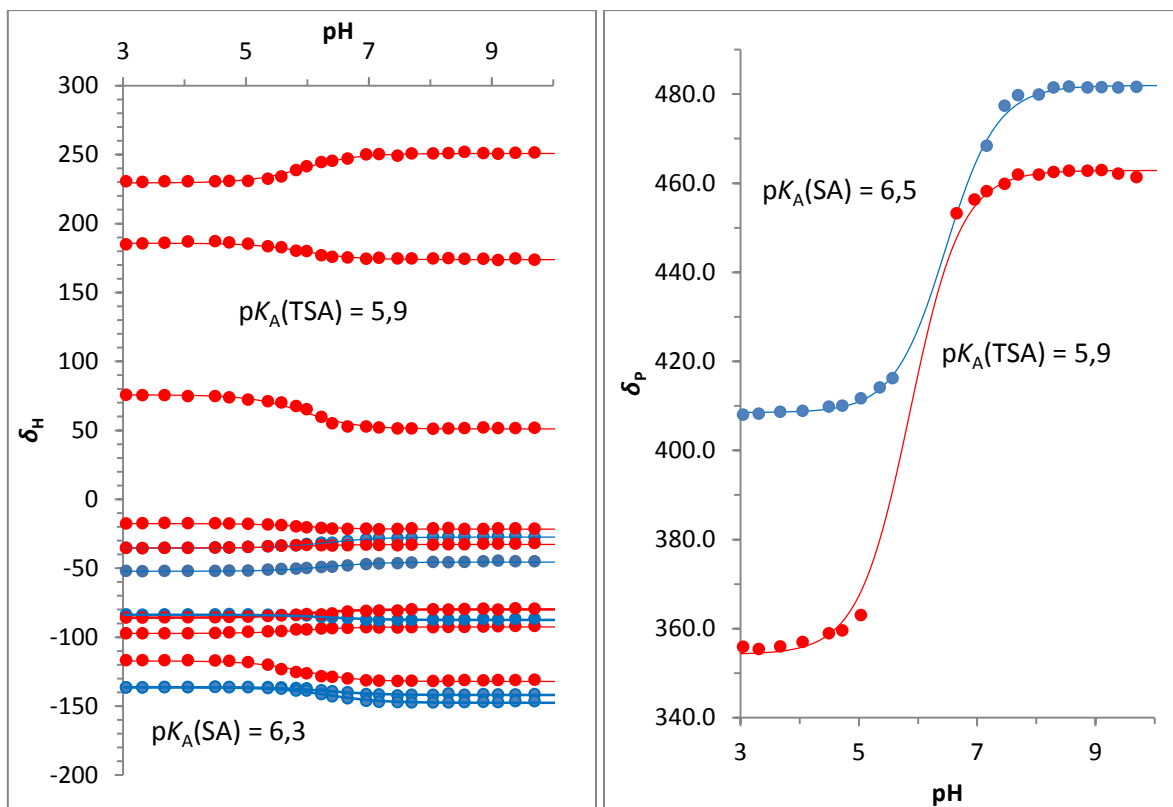 pH
3 5 7 9
300
250
200
150
100
50
0
-50
-100
-150
-200
δH
pKA(TSA) = 5,9
pKA(SA) = 6,3
480.0
460.0
440.0
420.0
400.0
380.0
360.0
340.0
δP
pKA(SA) = 6,5
pKA(TSA) = 5,9
3 5 7 9
pH